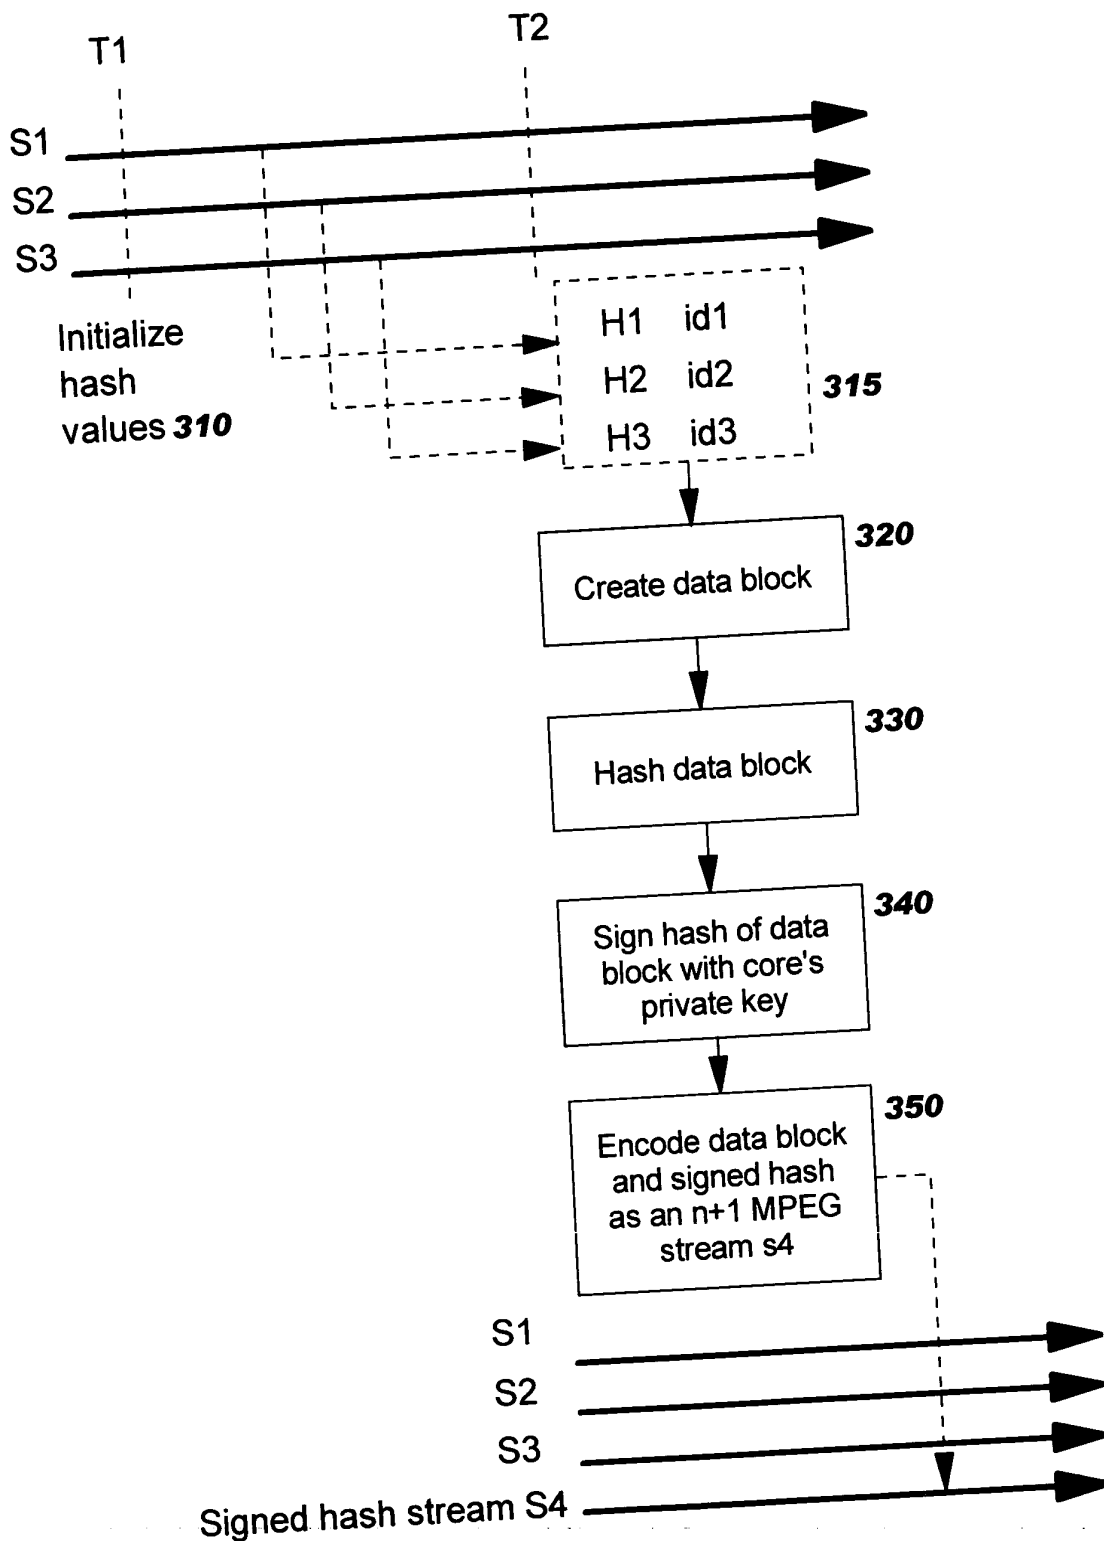 T1
T2
S1
S2
S3
Initialize
hash
values 310
H1 id1
H2 id2
H3 id3
315
320
Create data block
330
Hash data block
340
Sign hash of data
block with core's
private key
350
Encode data block
and signed hash
as an n+1 MPEG
stream s4
S1
S2
S3
Signed hash stream S4